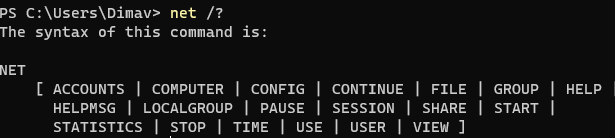 PS C:\Users\Dimav> net /?
The syntax of this command is:
NET
[ ACCOUNTS | COMPUTER | CONFIG | CONTINUE | FILE | GROUP | HELP |
HELPMSG | LOCALGROUP | PAUSE | SESSION | SHARE | START |
STATISTICS | STOP | TIME | USE | USER | VIEW ]